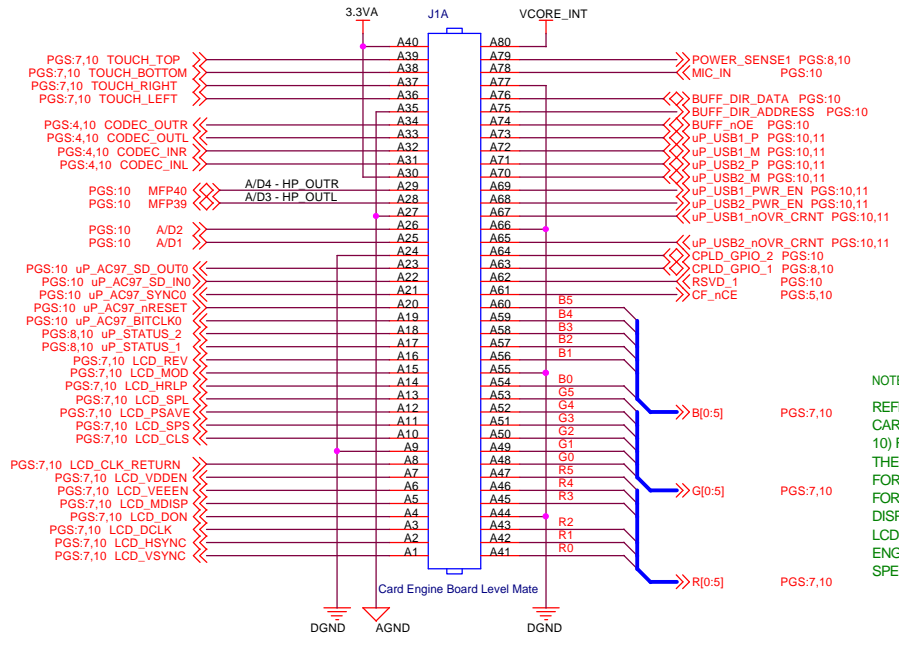 3.3VA J1A VCORE_INT
A40 A80
PGS:7,10 TOUCH_TOP A39 A79 POWER_SENSE1 PGS:8,10
PGS:7,10 TOUCH_BOTTOM A38 A78 MIC_IN PGS:10
PGS:7,10 TOUCH_RIGHT A37 A77
PGS:7,10 TOUCH_LEFT A36 A76 BUFF_DIR_DATA PGS:10
A35 A75 BUFF_DIR_ADDRESS PGS:10
PGS:4,10 CODEC_OUTR A34 A74 BUFF_nOE PGS:10
PGS:4,10 CODEC_OUTL A33 A73 uP_USB1_P PGS:10,11
PGS:4,10 CODEC_INR A32 A72 uP_USB1_M PGS:10,11
PGS:4,10 CODEC_INL A31 A71 uP_USB2_P PGS:10,11
A30 A70 uP_USB2_M PGS:10,11
PGS:10 MFP40 A/D4 - HP_OUTR A29 A69 uP_USB1_PWR_EN PGS:10,11
PGS:10 MFP39 A/D3 - HP_OUTL A28 A68 uP_USB2_PWR_EN PGS:10,11
A27 A67 uP_USB1_nOVR_CRNT PGS:10,11
PGS:10 A/D2 A26 A66
PGS:10 A/D1 A25 A65 uP_USB2_nOVR_CRNT PGS:10,11
A24 A64 CPLD_GPIO_2 PGS:10
PGS:10 uP_AC97_SD_OUT0 A23 A63 CPLD_GPIO_1 PGS:8,10
PGS:10 uP_AC97_SD_IN0 A22 A62 RSVD_1 PGS:10
PGS:10 uP_AC97_SYNC0 A21 A61 CF_nCE PGS:5,10
PGS:10 uP_AC97_nRESET A20 A60 B5
PGS:10 uP_AC97_BITCLK0 A19 A59 B4
PGS:8,10 uP_STATUS_2 A18 A58 B3
PGS:8,10 uP_STATUS_1 A17 A57 B2
PGS:7,10 LCD_REV A16 A56 B1
PGS:7,10 LCD_MOD A15 A55
PGS:7,10 LCD_HRLP A14 A54 B0
PGS:7,10 LCD_SPL A13 A53 G5
PGS:7,10 LCD_PSAVE A12 A52 G4 B[0:5] PGS:7,10
PGS:7,10 LCD_SPS A11 A51 G3
PGS:7,10 LCD_CLS A10 A50 G2
A9 A49 G1
PGS:7,10 LCD_CLK_RETURN A8 A48 G0
PGS:7,10 LCD_VDDEN A7 A47 R5
PGS:7,10 LCD_VEEEN A6 A46 R4 G[0:5] PGS:7,10
PGS:7,10 LCD_MDISP A5 A45 R3
PGS:7,10 LCD_DON A4 A44
PGS:7,10 LCD_DCLK A3 A43 R2
PGS:7,10 LCD_HSYNC A2 A42 R1
PGS:7,10 LCD_VSYNC A1 A41 R0
R[0:5] PGS:7,10
Card Engine Board Level Mate
DGND AGND DGND
NOTE
REF
CAR
10) F
THE
FOR
FOR
DISP
LCD
ENG
SPE